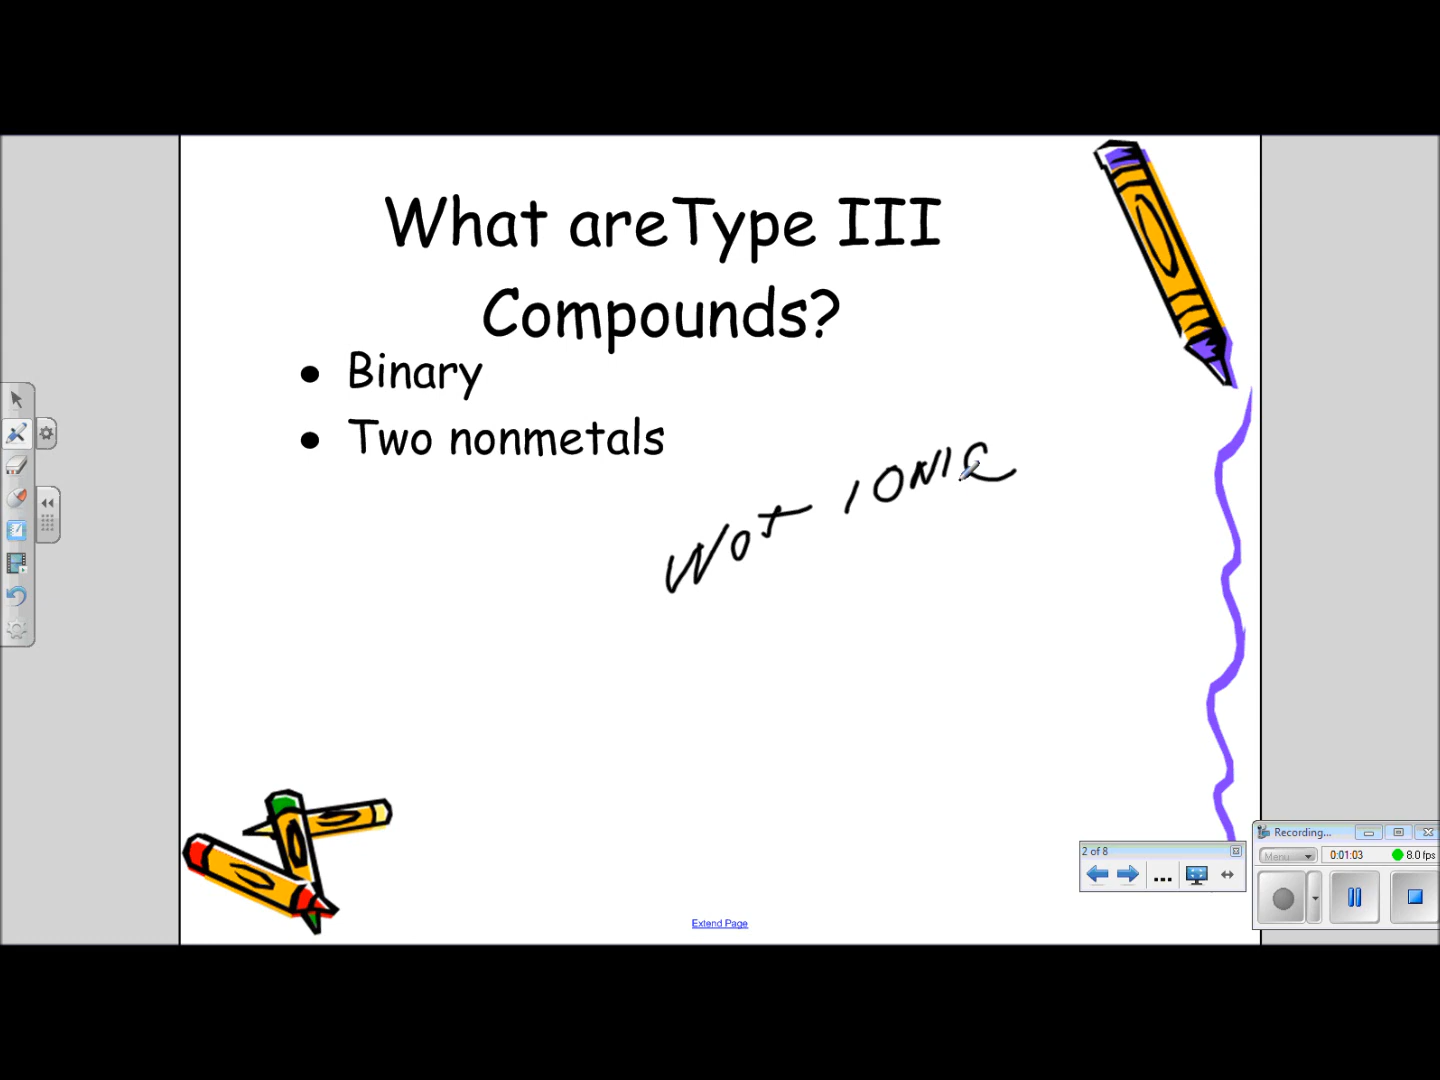 What areType III
Compounds?
• Binary
• Two nonmetals
NOT IONIC
2 of 8
...
Recording...
Menu
0:01:03
8.0 fps
Extend Page